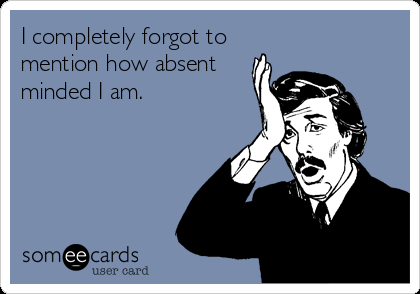 I completely forgot to
mention how absent
minded I am.
someecards
user card